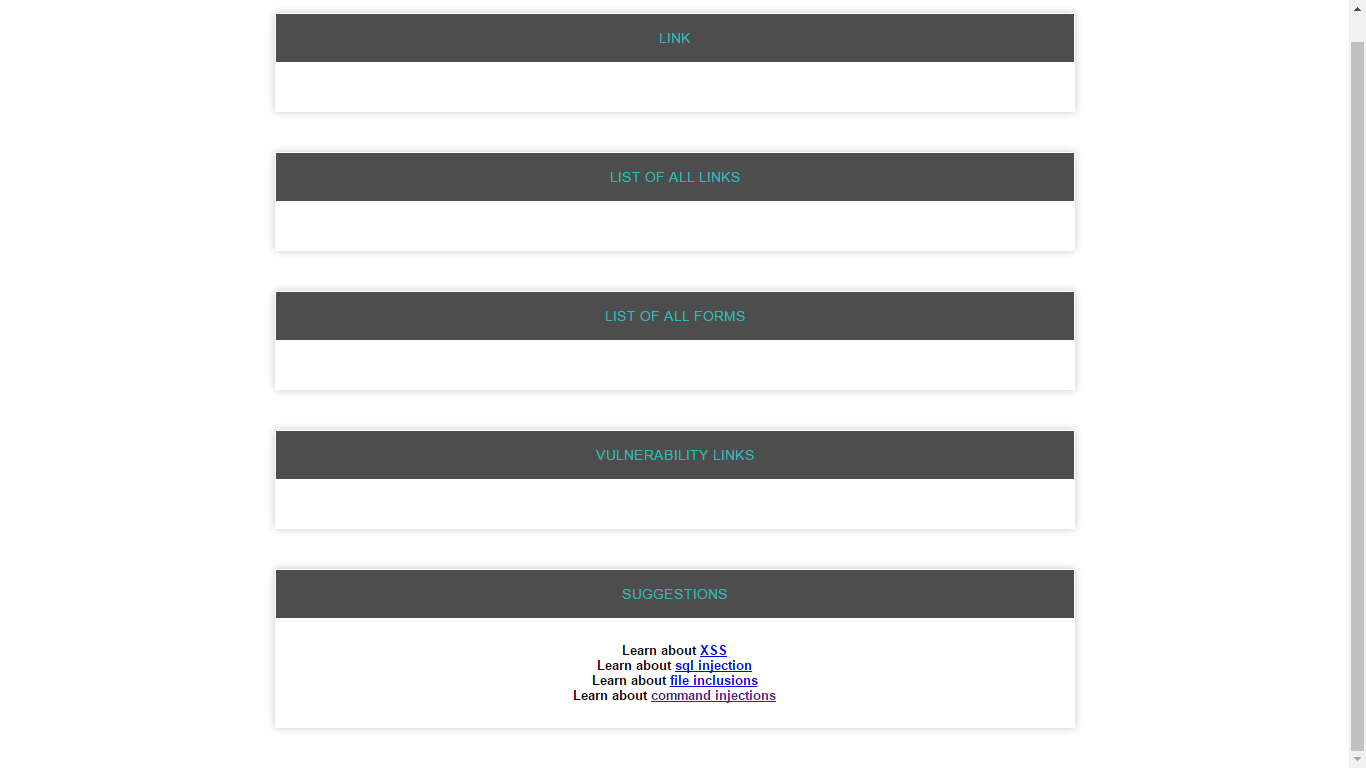 LINK
LIST OF ALL LINKS
LIST OF ALL FORMS
VULNERABILITY LINKS
SUGGESTIONS
Learn about XSS
Learn about sql injection
Learn about file inclusions
Learn about command injections